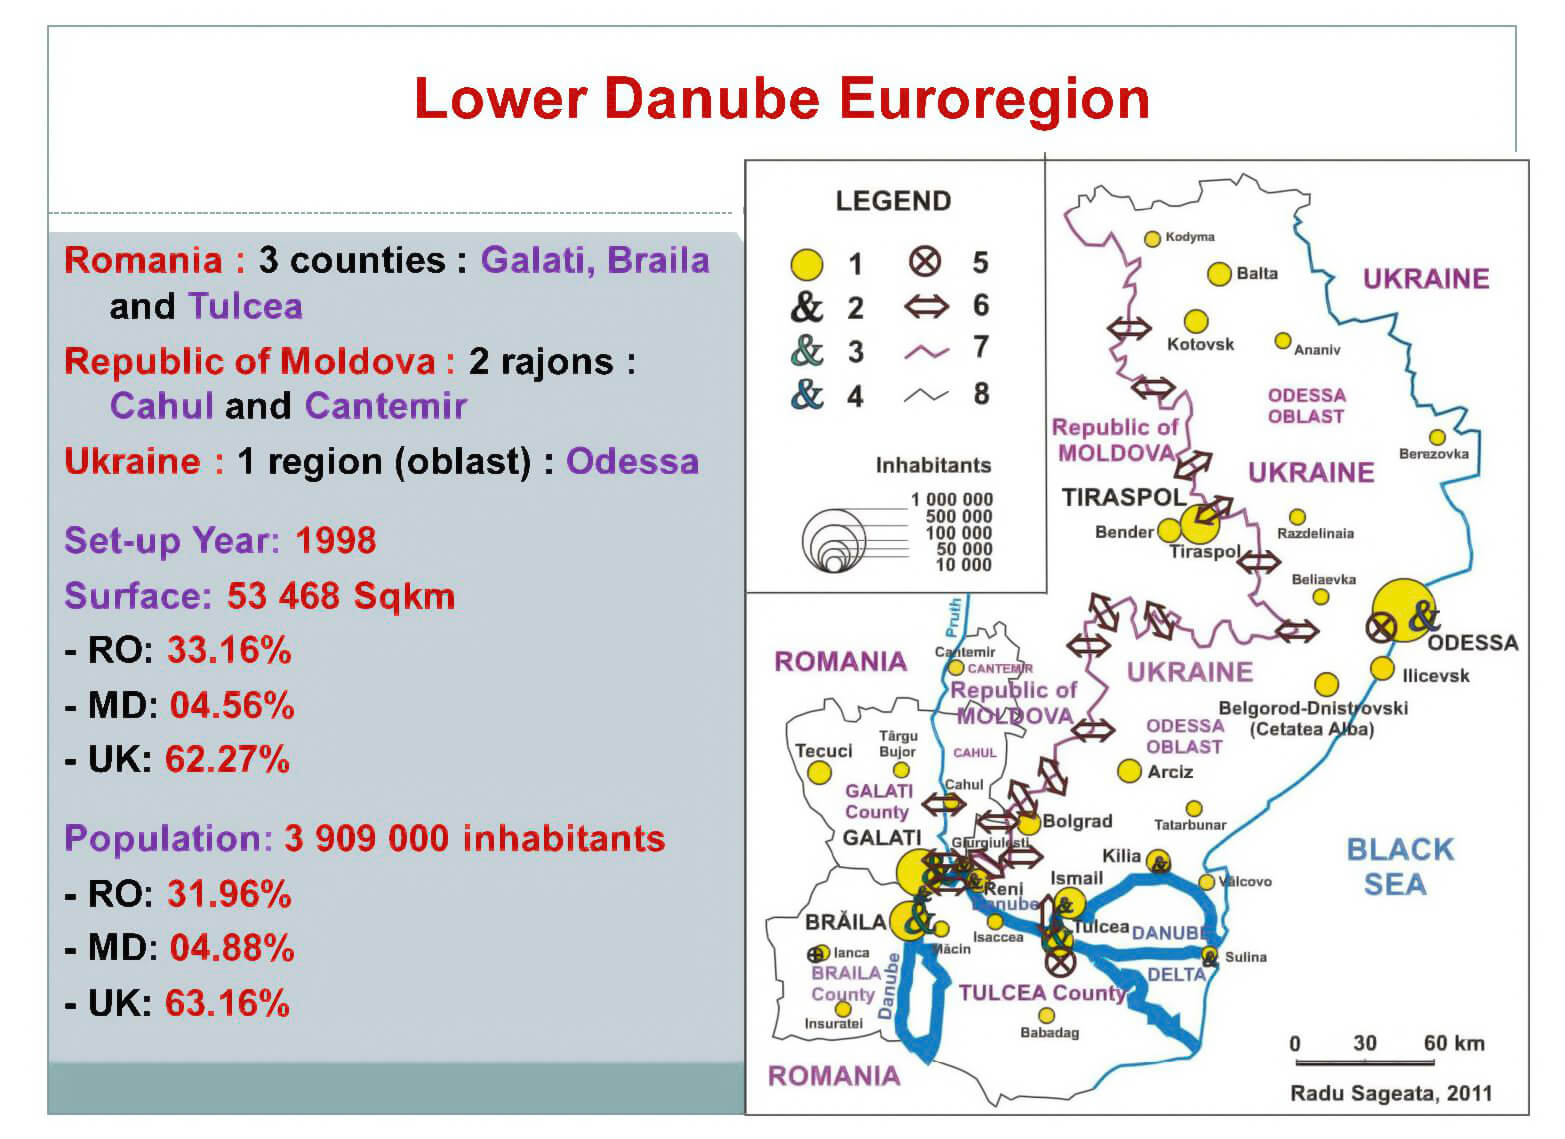 Lower Danube Euroregion
Romania : 3 counties : Galati, Braila
and Tulcea
Republic of Moldova : 2 rajons :
Cahul and Cantemir
Ukraine : 1 region (oblast) : Odessa
Set-up Year: 1998
Surface: 53 468 Sqkm
- RO: 33.16%
- MD: 04.56%
- UK: 62.27%
Population: 3 909 000 inhabitants
- RO: 31.96%
- MD: 04.88%
- UK: 63.16%
LEGEND
1 5
& 2 6
& 3 7
& 4 8
Inhabitants
1 000 000
500 000
100 000
50 000
10 000
Kodyma
Balta
UKRAINE
Kotovsk
Ananiv
ODESSA
OBLAST
Republic of
MOLDOVA
Berezovka
UKRAINE
TIRASPOL
Bender
Tiraspol
Razdelinaia
Beliaevka
&
ODESSA
Ilicevsk
Pruth
Cantemir
CANTEMIR
ROMANIA
Republic of
MOLDOVA
UKRAINE
Belgorod-Dnistrovski
(Cetatea Alba)
ODESSA
OBLAST
Târgu
Bujor
Tecuci
CAHUL
Arciz
Cahul
GALATI
County
Tatarbunar
Bolgrad
GALATI
Giurgiulesti
Kilia
&
BLACK
SEA
Ismail
&
Reni
&
Vâlcovo
Danube
BRĂILA
&
Măcin
Isaccea
Tulcea
&
DANUBE
DELTA
Sulina
&
Ianca
BRAILA
County
Danube
TULCEA County
Insuratei
Babadag
ROMANIA
0 30 60 km
Radu Sageata, 2011